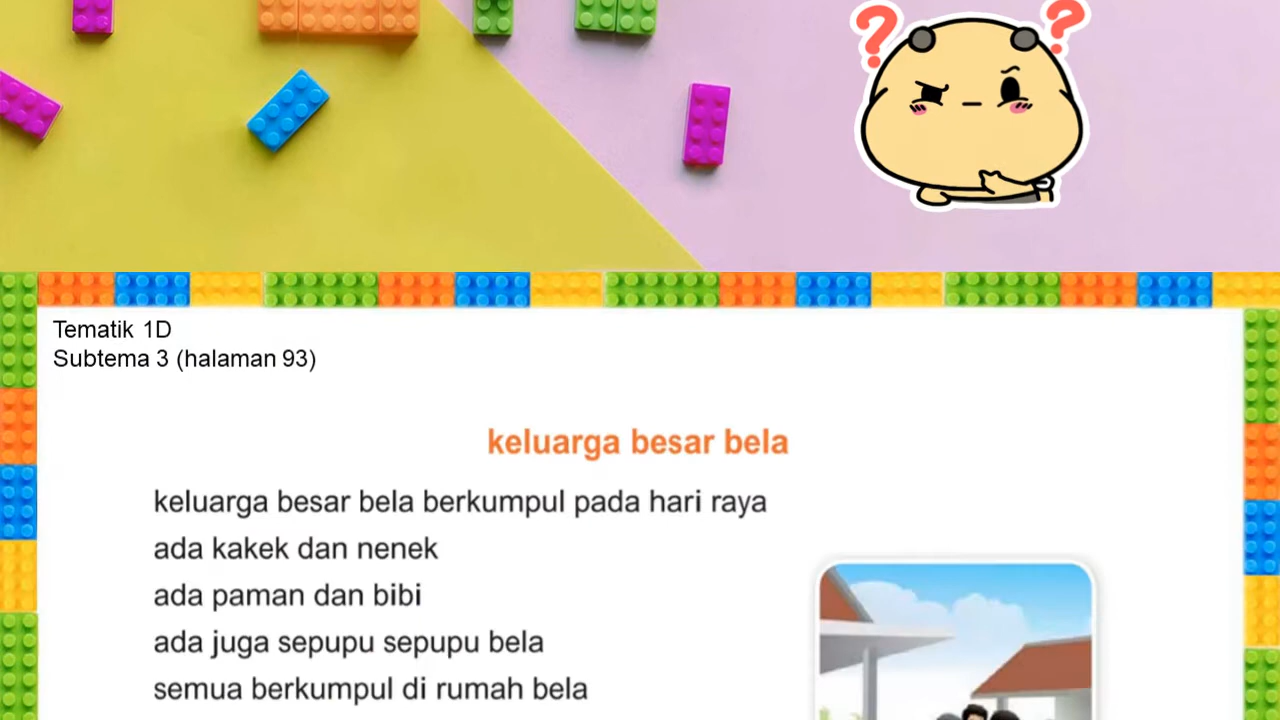 ? ?
Tematik 1D
Subtema 3 (halaman 93)
keluarga besar bela
keluarga besar bela berkumpul pada hari raya
ada kakek dan nenek
ada paman dan bibi
ada juga sepupu sepupu bela
semua berkumpul di rumah bela